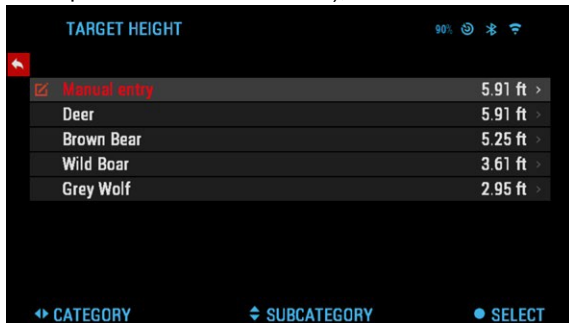 TARGET HEIGHT 90%
Manual entry 5.91 ft >
Deer 5.91 ft >
Brown Bear 5.25 ft >
Wild Boar 3.61 ft >
Grey Wolf 2.95 ft >
CATEGORY SUBCATEGORY SELECT